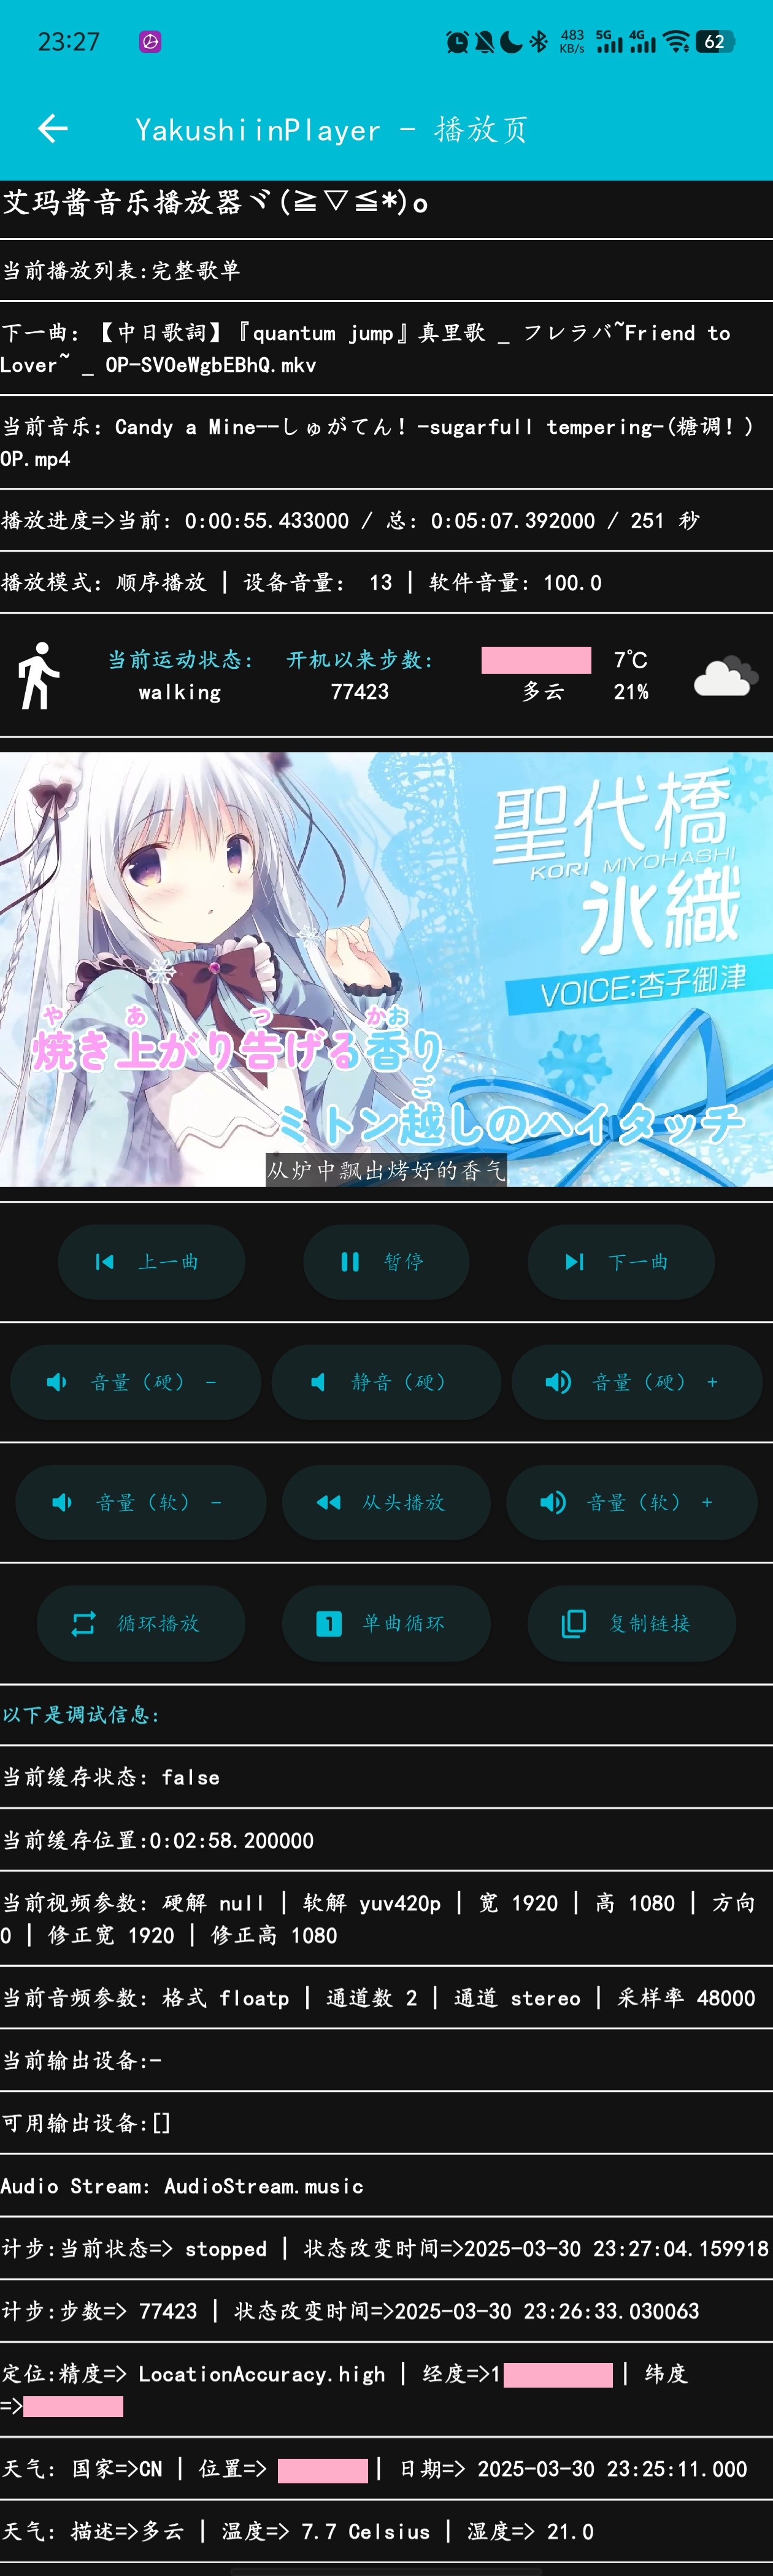 23:27
483 KB/s 5G 4G 62
YakushiinPlayer - 播放页
艾玛酱音乐播放器ヾ(≧▽≦*)o
当前播放列表:完整歌单
下一曲: 【中日歌詞】『quantum jump』真里歌 _ フレラバ~Friend to
Lover~ _ OP-SVOeWgbEBhQ.mkv
当前音乐: Candy a Mine--しゅがてん！-sugarfull tempering-(糖调！)
OP.mp4
播放进度=>当前: 0:00:55.433000 / 总: 0:05:07.392000 / 251 秒
播放模式: 顺序播放 | 设备音量: 13 | 软件音量: 100.0
当前运动状态: 开机以来步数: 7℃
walking 77423 多云 21%
聖代橋
KORI MIYOHASHI
氷織
VOICE:杏子御津
や あ つ かお
焼き上がり告げる香り
ご
ミトン越しのハイタッチ
从炉中飘出烤好的香气
上一曲 暂停 下一曲
音量（硬） - 静音（硬） 音量（硬） +
音量（软） - 从头播放 音量（软） +
循环播放 1 单曲循环 复制链接
以下是调试信息:
当前缓存状态: false
当前缓存位置:0:02:58.200000
当前视频参数: 硬解 null | 软解 yuv420p | 宽 1920 | 高 1080 | 方向
0 | 修正宽 1920 | 修正高 1080
当前音频参数: 格式 floatp | 通道数 2 | 通道 stereo | 采样率 48000
当前输出设备:-
可用输出设备:[]
Audio Stream: AudioStream.music
计步:当前状态=> stopped | 状态改变时间=>2025-03-30 23:27:04.159918
计步:步数=> 77423 | 状态改变时间=>2025-03-30 23:26:33.030063
定位:精度=> LocationAccuracy.high | 经度=>1 | 纬度
=>
天气: 国家=>CN | 位置=> | 日期=> 2025-03-30 23:25:11.000
天气: 描述=>多云 | 温度=> 7.7 Celsius | 湿度=> 21.0